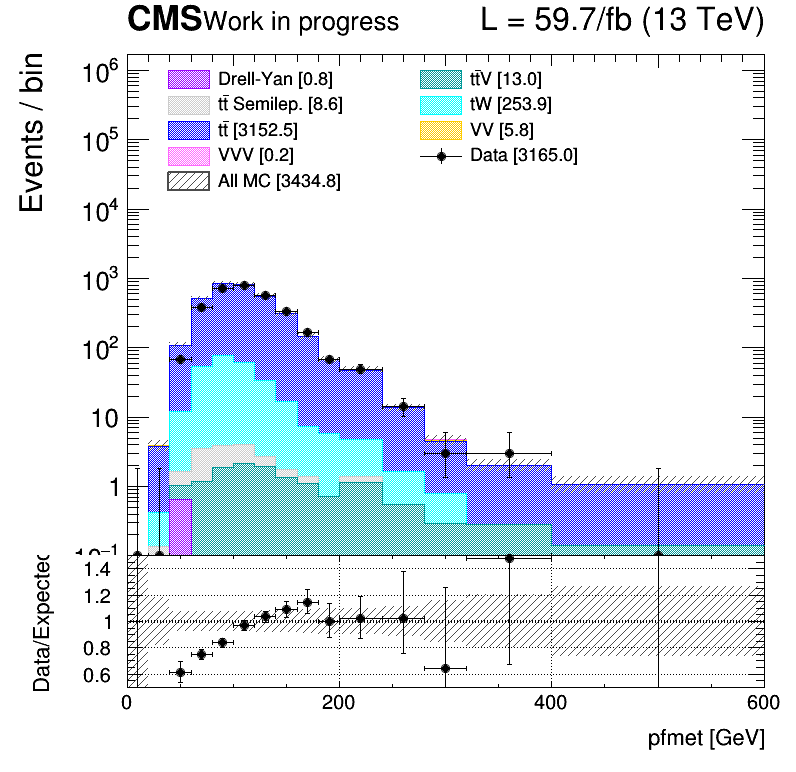 CMS Work in progress L = 59.7/fb (13 TeV)
Events / bin
10⁶
10⁵
10⁴
10³
10²
10
1
10⁻¹
Drell-Yan [0.8]
tt̄ Semilep. [8.6]
tt̄ [3152.5]
VVV [0.2]
All MC [3434.8]
tt̄V [13.0]
tW [253.9]
VV [5.8]
Data [3165.0]
Data/Expected
1.4
1.2
1
0.8
0.6
0 200 400 600
pfmet [GeV]